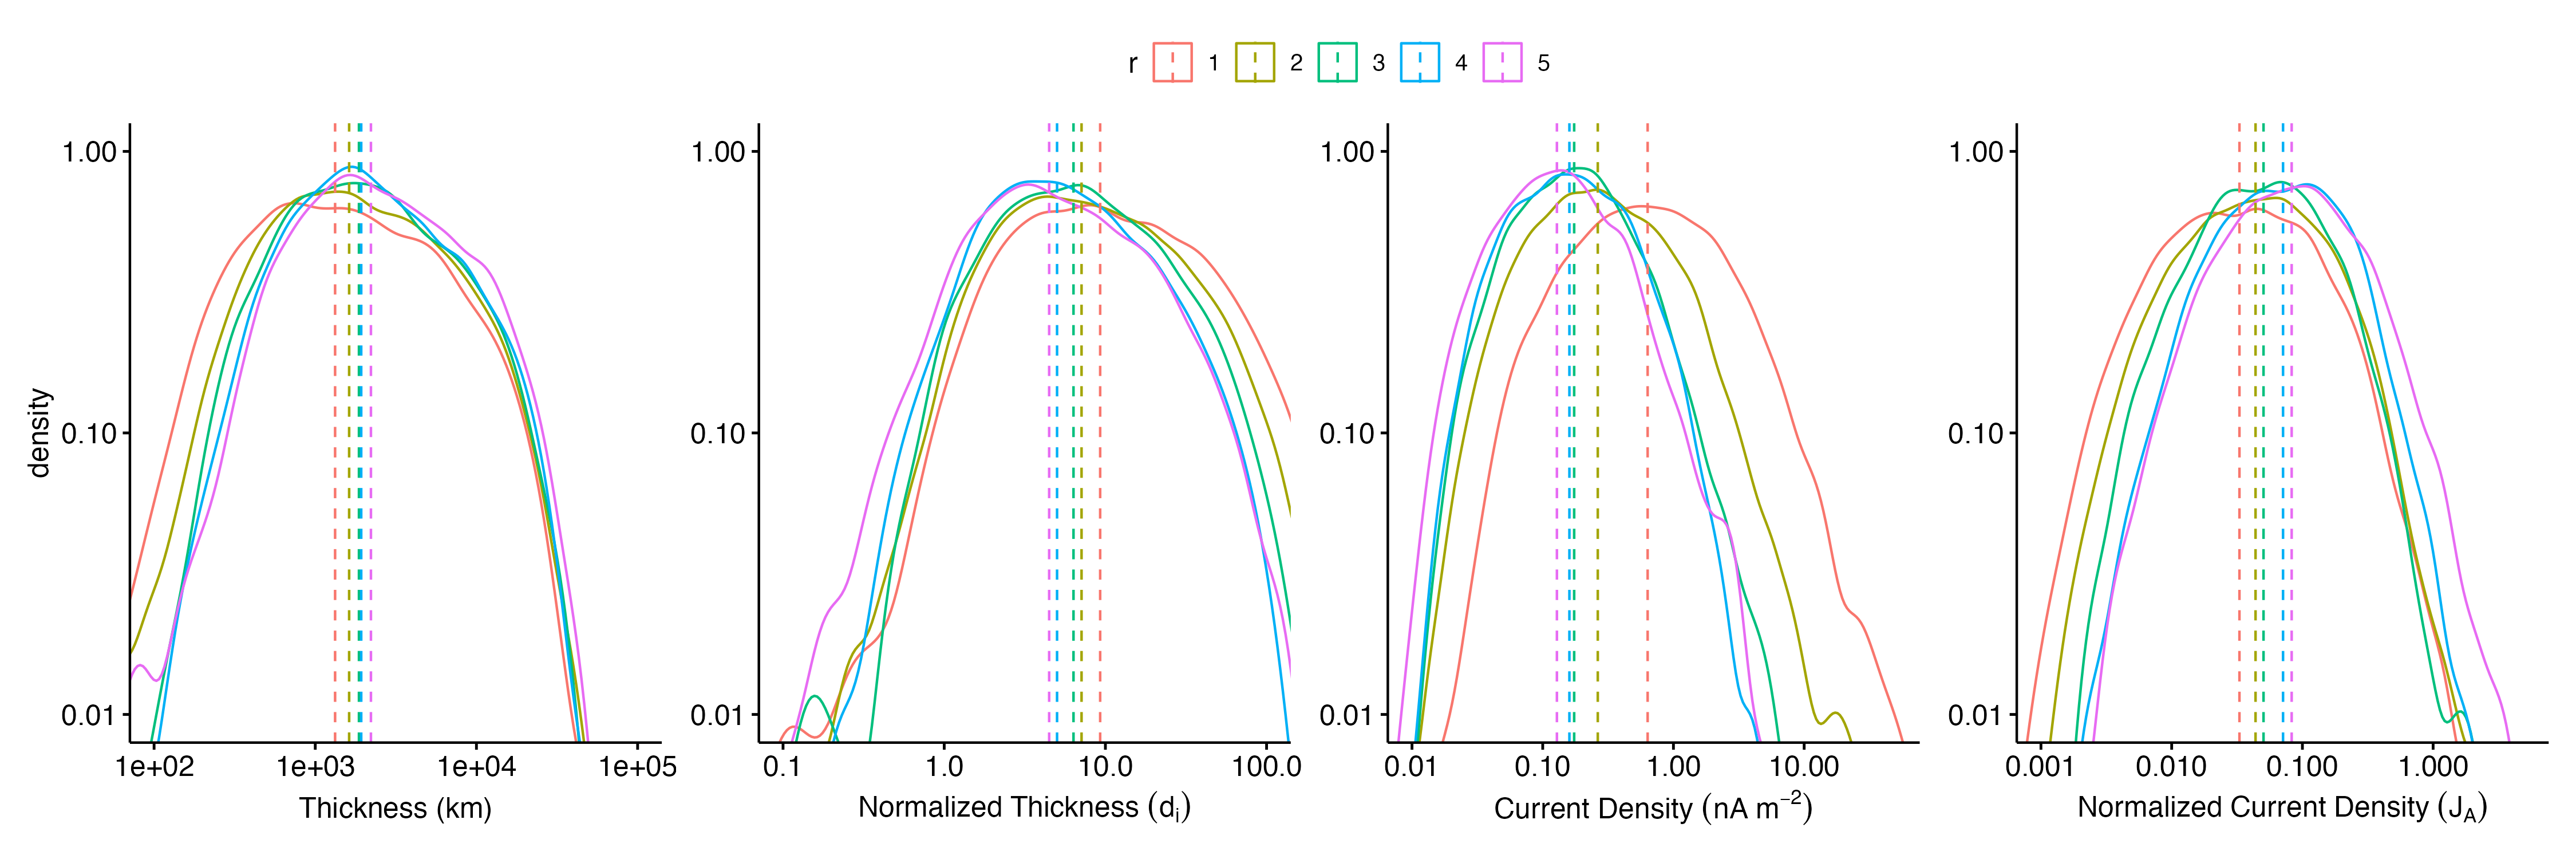 r 1 2 3 4 5
density
1.00 1.00 1.00 1.00
0.10 0.10 0.10 0.10
0.01 0.01 0.01 0.01
1e+02 1e+03 1e+04 1e+05 0.1 1.0 10.0 100.0 0.01 0.10 1.00 10.00 0.001 0.010 0.100 1.000
Thickness (km) Normalized Thickness (dᵢ) Current Density (nA m⁻²) Normalized Current Density (J_A)